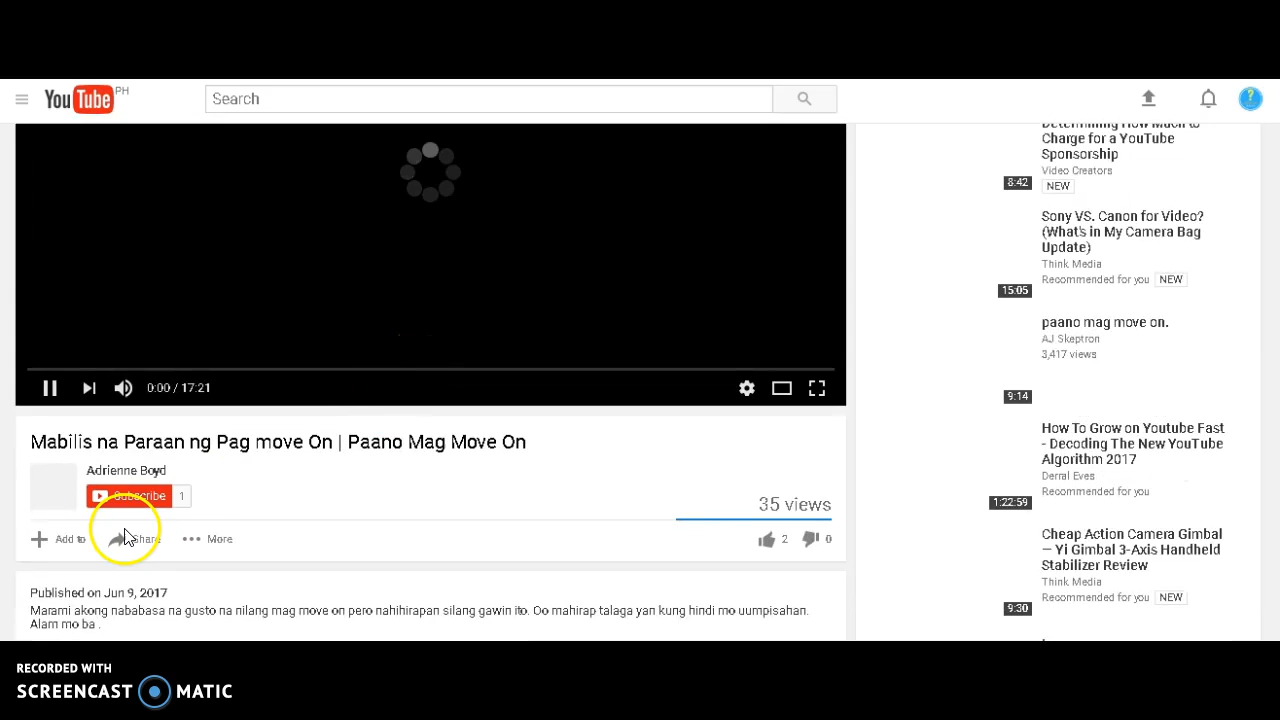 YouTube PH
Search
Determining How Much to
Charge for a YouTube
Sponsorship
Video Creators
8:42
NEW
Sony VS. Canon for Video?
(What's in My Camera Bag
Update)
Think Media
15:05
Recommended for you NEW
paano mag move on.
AJ Skeptron
3,417 views
9:14
How To Grow on Youtube Fast
- Decoding The New YouTube
Algorithm 2017
Derral Eves
1:22:59
Recommended for you
Cheap Action Camera Gimbal
— Yi Gimbal 3-Axis Handheld
Stabilizer Review
Think Media
9:30
Recommended for you NEW
0:00 / 17:21
Mabilis na Paraan ng Pag move On | Paano Mag Move On
Adrienne Boyd
Subscribe 1
35 views
Add to Share More 2 0
Published on Jun 9, 2017
Marami akong nababasa na gusto na nilang mag move on pero nahihirapan silang gawin ito. Oo mahirap talaga yan kung hindi mo uumpisahan.
Alam mo ba .
RECORDED WITH
SCREENCAST MATIC